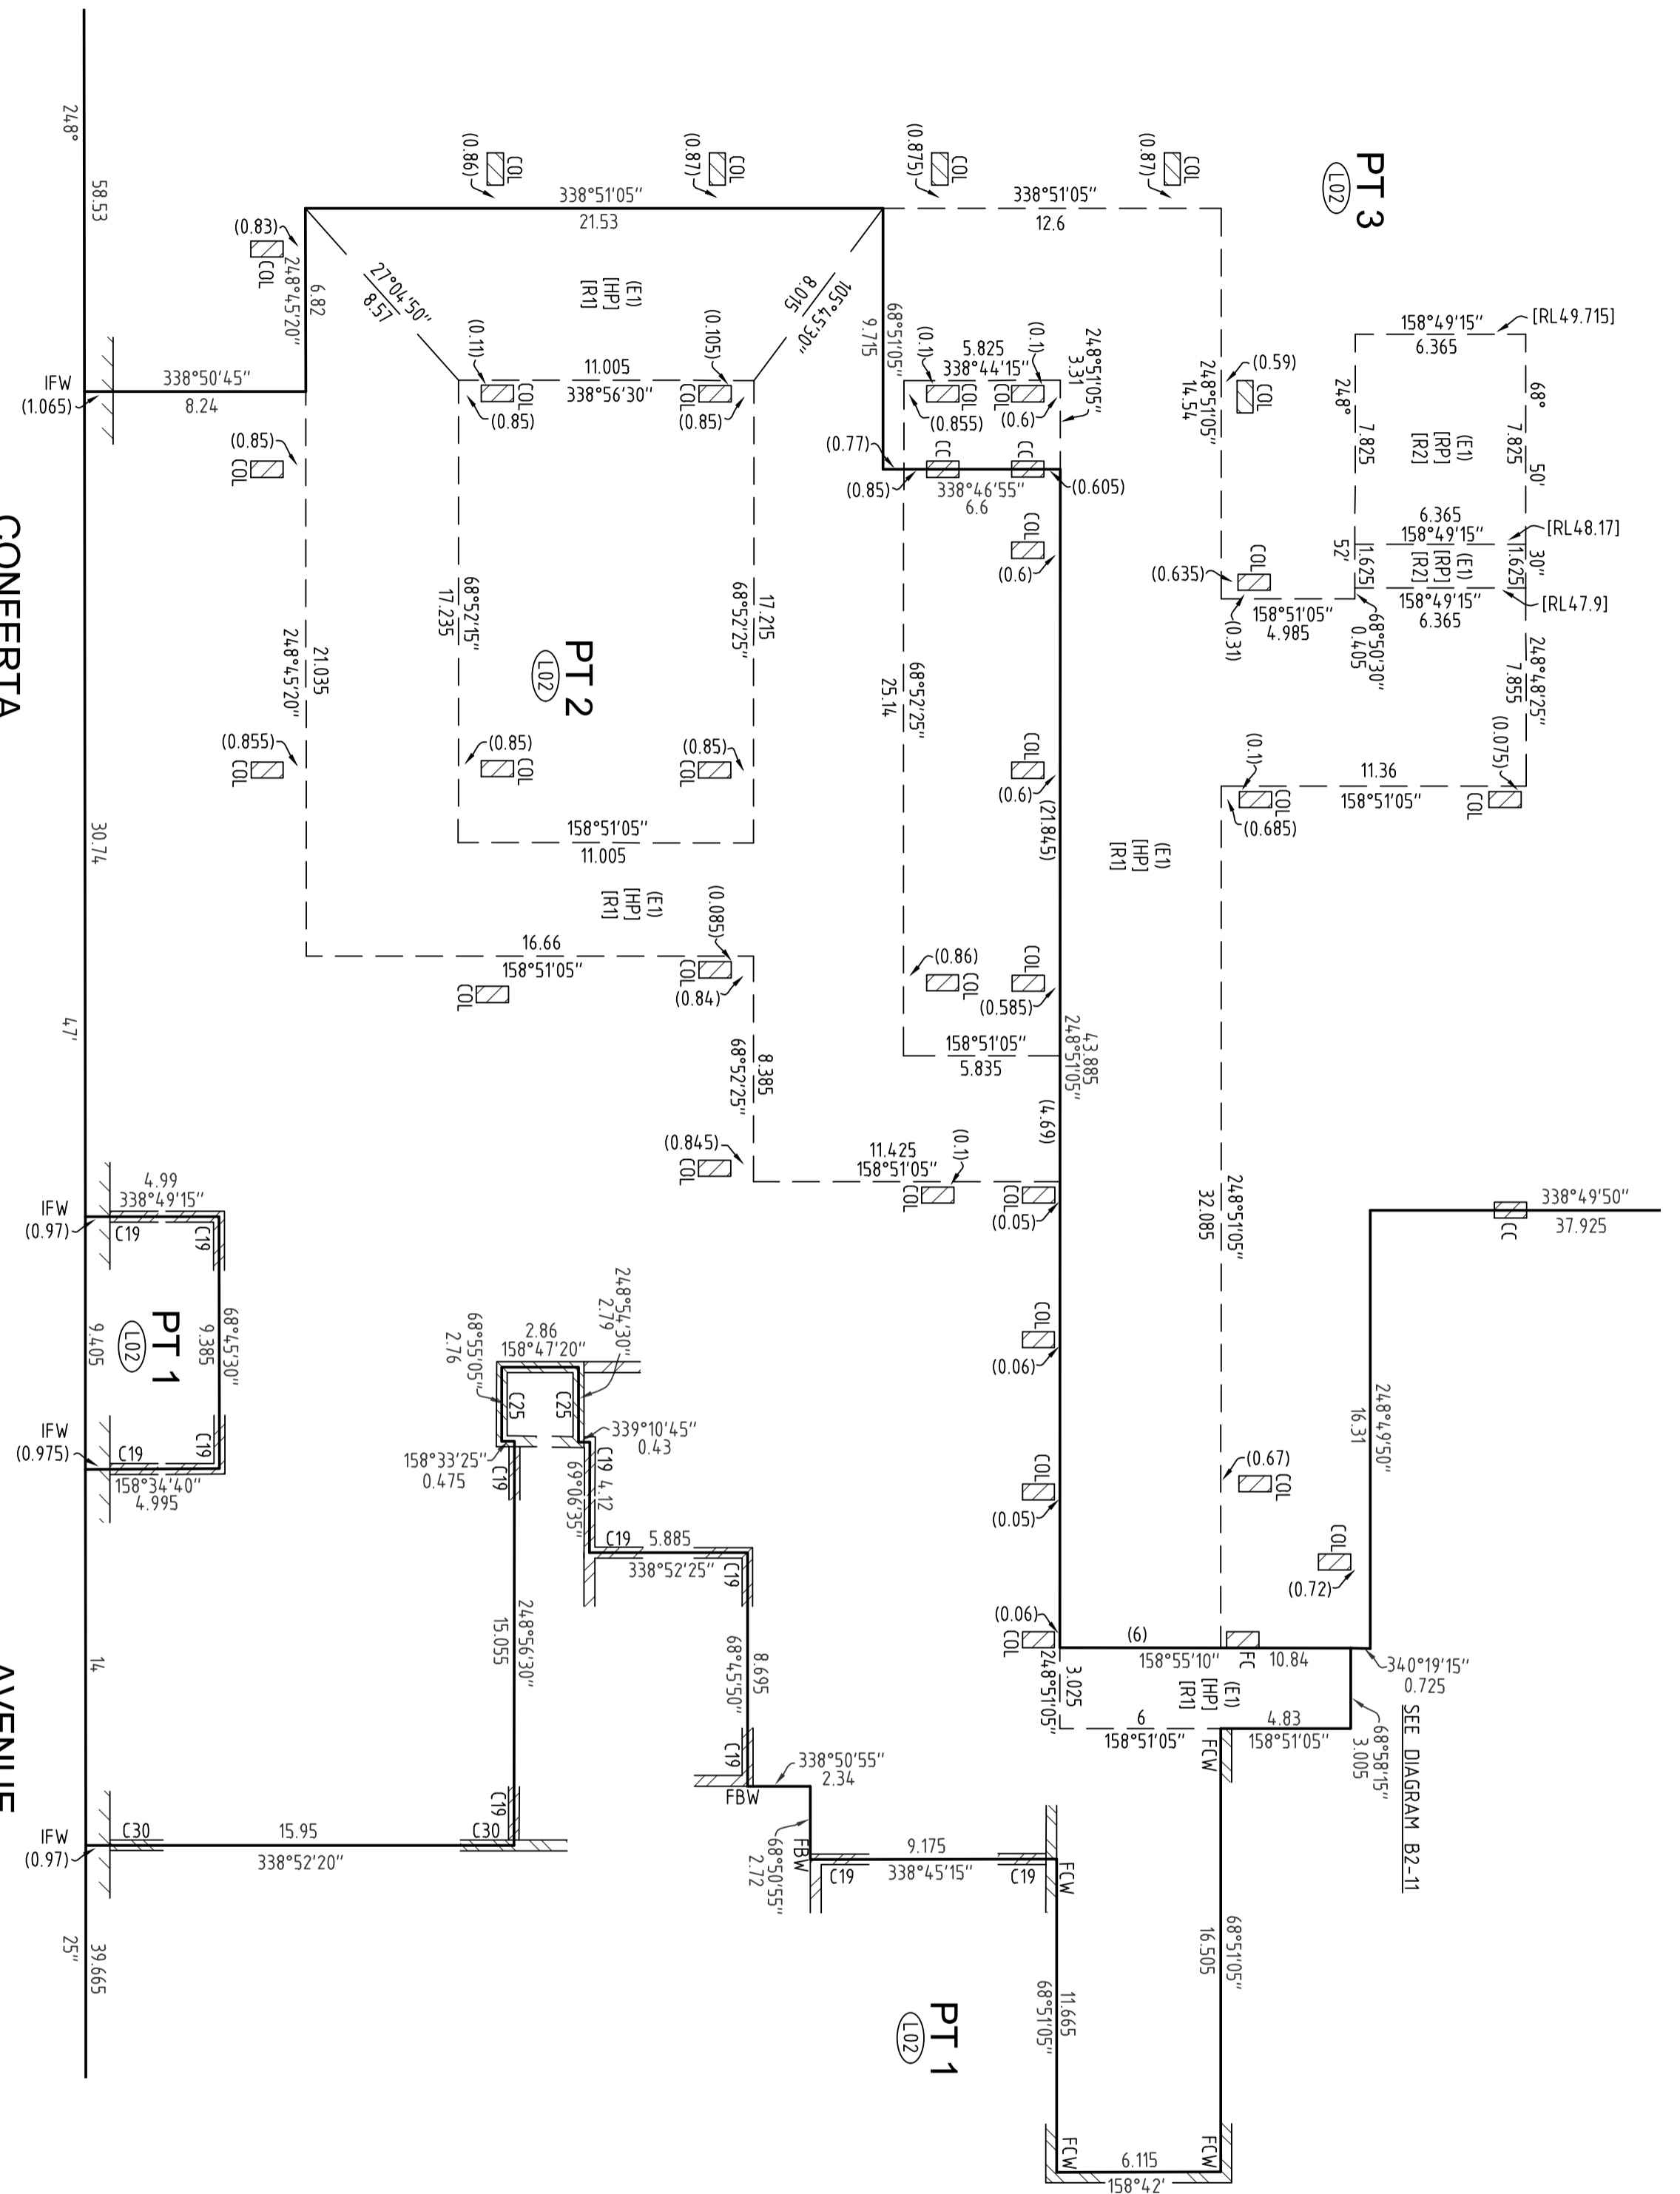 PT 3
L02
[RL49.715]
158°49'15"
6.365
68°
7.825
50'
(E1)
[RP]
[R2]
248°
7.825
[RL48.17]
6.365
158°49'15"
30"
1.625
(E1)
[RP]
[R2]
1.625
52'
[RL47.9]
158°49'15"
6.365
68°50'30"
0.405
248°48'25"
7.855
(0.075)
COL
11.36
158°51'05"
(0.1)
COL
(0.685)
158°51'05"
4.985
(0.31)
(0.635)
COL
(0.59)
COL
248°51'05"
14.54
COL
(0.87)
338°51'05"
12.6
COL
(0.875)
COL
(0.87)
COL
(0.86)
338°51'05"
21.53
(0.83)
COL
6.82
248°45'20"
27°04'50"
8.57
105°45'30"
8.015
(E1)
[HP]
[R1]
68°51'05"
9.715
(0.1)
5.825
338°44'15"
(0.1)
248°51'05"
3.31
COL
COL
(0.855)
(0.6)
(0.77)
CC
CC
(0.85)
(0.605)
338°46'55"
6.6
(0.11)
(0.105)
11.005
338°56'30"
COL
COL
(0.85)
(0.85)
338°50'45"
8.24
IFW
(1.065)
(0.85)
COL
COL
(0.6)
68°52'15"
17.235
17.215
68°52'25"
PT 2
L02
21.035
248°45'20"
68°52'25"
25.14
(0.855)
COL
(0.85)
COL
(0.85)
COL
COL
(0.6)
(21.845)
(E1)
[HP]
[R1]
158°51'05"
11.005
(E1)
[HP]
[R1]
16.66
158°51'05"
(0.085)
COL
(0.84)
COL
(0.86)
COL
COL
(0.585)
158°51'05"
5.835
43.885
248°51'05"
8.385
68°52'25"
(4.69)
(0.845)
COL
11.425
158°51'05"
(0.1)
COL
COL
(0.05)
248°51'05"
32.085
338°49'50"
37.925
CC
248°49'50"
16.31
COL
(0.06)
COL
(0.05)
(0.67)
COL
COL
(0.72)
(0.06)
COL
(6)
158°55'10"
FC
10.84
340°19'15"
0.725
3.025
248°51'05"
(E1)
[HP]
[R1]
6
158°51'05"
4.83
158°51'05"
68°58'15"
3.005
SEE DIAGRAM B2-11
FCW
68°51'05"
16.505
FCW
6.115
158°42'
FCW
11.665
68°51'05"
FCW
PT 1
L02
9.175
338°45'15"
C19
C19
FBW
68°50'55"
2.72
338°50'55"
2.34
FBW
C19
8.695
68°45'50"
C19
5.885
338°52'25"
C19
C19
4.12
69°06'35"
339°10'45"
0.43
248°54'30"
2.79
2.86
158°47'20"
68°55'05"
2.76
C25
C25
158°33'25"
0.475
C19
248°56'30"
15.055
C19
C30
15.95
338°52'20"
C30
IFW
(0.97)
4.99
338°49'15"
IFW
(0.97)
C19
C19
68°45'30"
9.385
PT 1
L02
9.405
C19
C19
158°34'40"
4.995
IFW
(0.975)
248°
58.53
30.74
47'
14
39.665
25"
CONFERTA
AVENUE